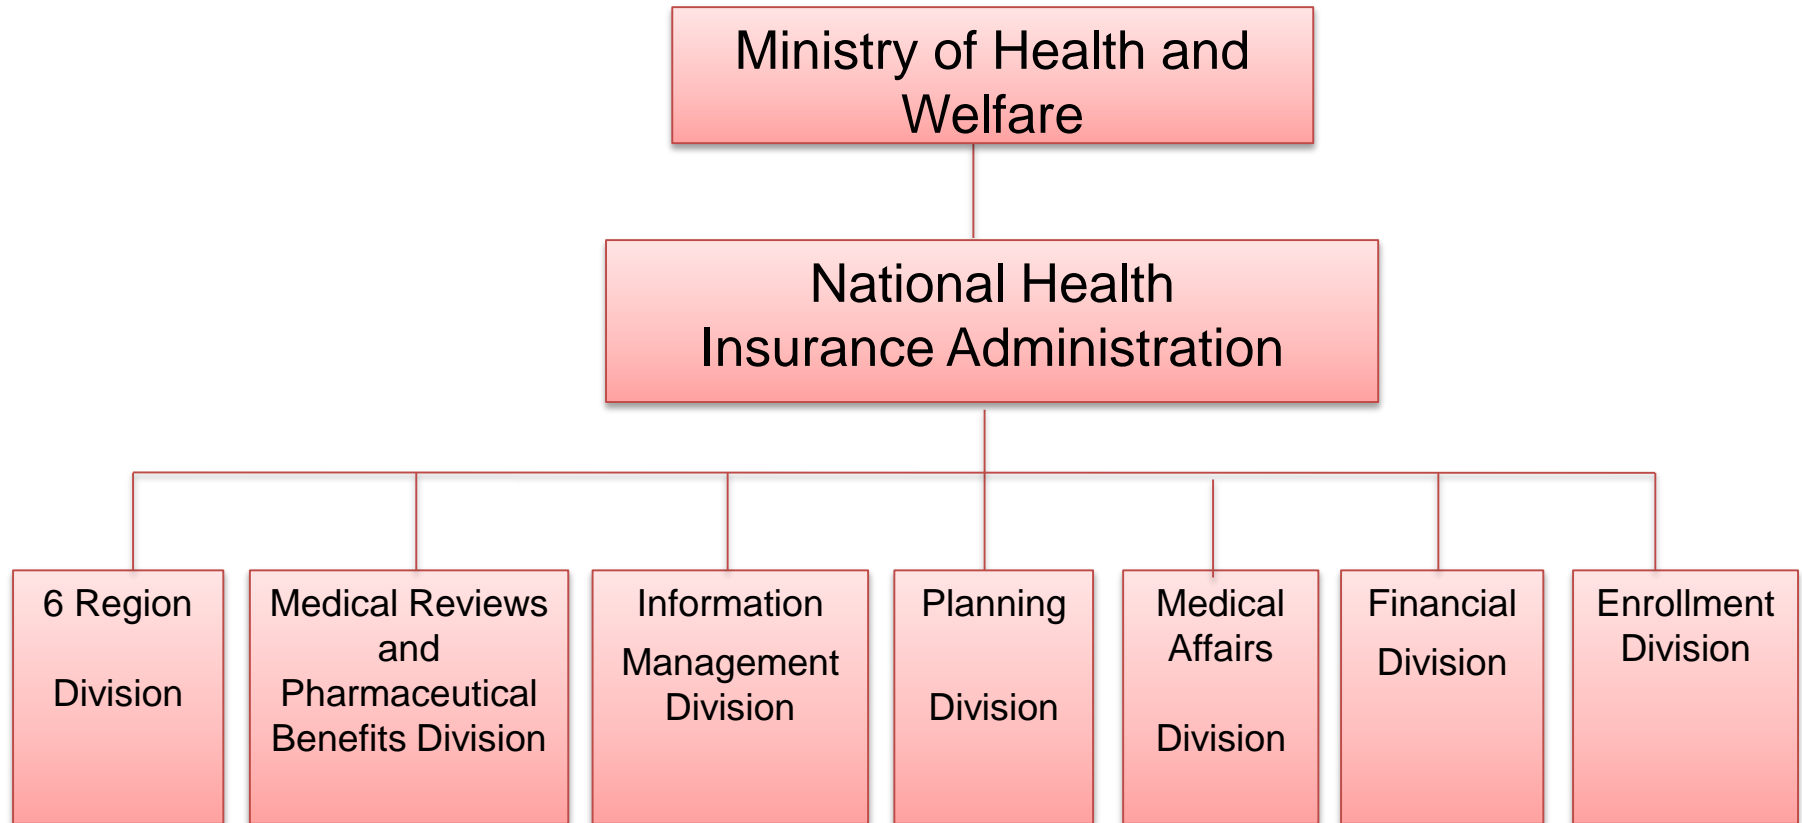 Ministry of Health and
Welfare
National Health
Insurance Administration
6 Region
Division
Medical Reviews
and
Pharmaceutical
Benefits Division
Information
Management
Division
Planning
Division
Medical
Affairs
Division
Financial
Division
Enrollment
Division